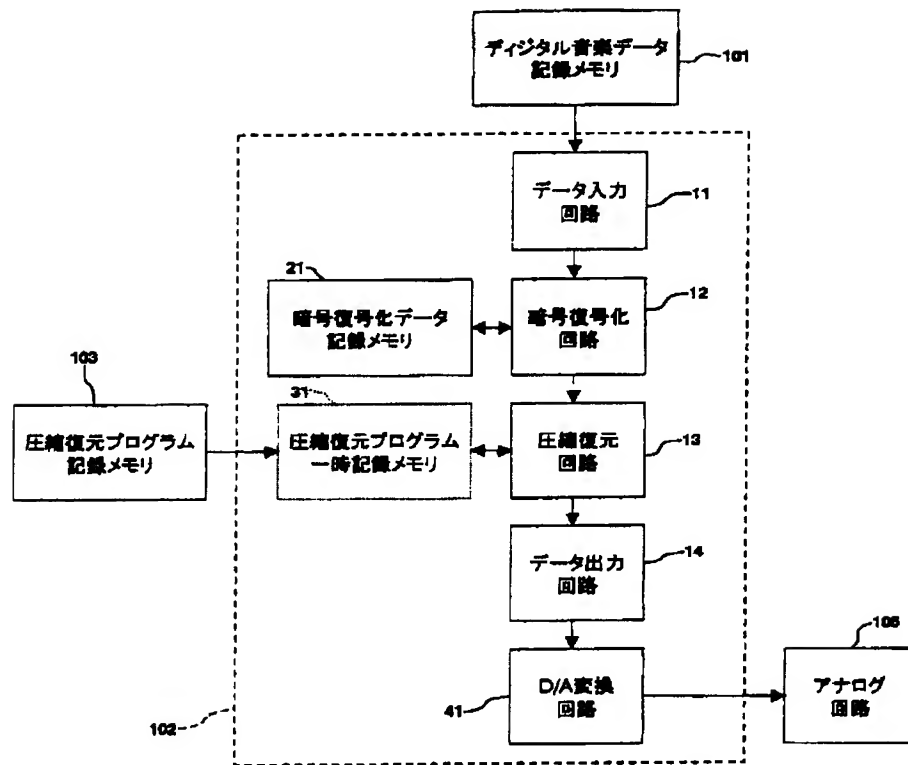 ディジタル音楽データ
記録メモリ
101
データ入力
回路
11
21
暗号復号化データ
記録メモリ
暗号復号化
回路
12
103
圧縮復元プログラム
記録メモリ
31
圧縮復元プログラム
一時記録メモリ
圧縮復元
回路
13
データ出力
回路
14
D/A変換
回路
41
105
アナログ
回路
102